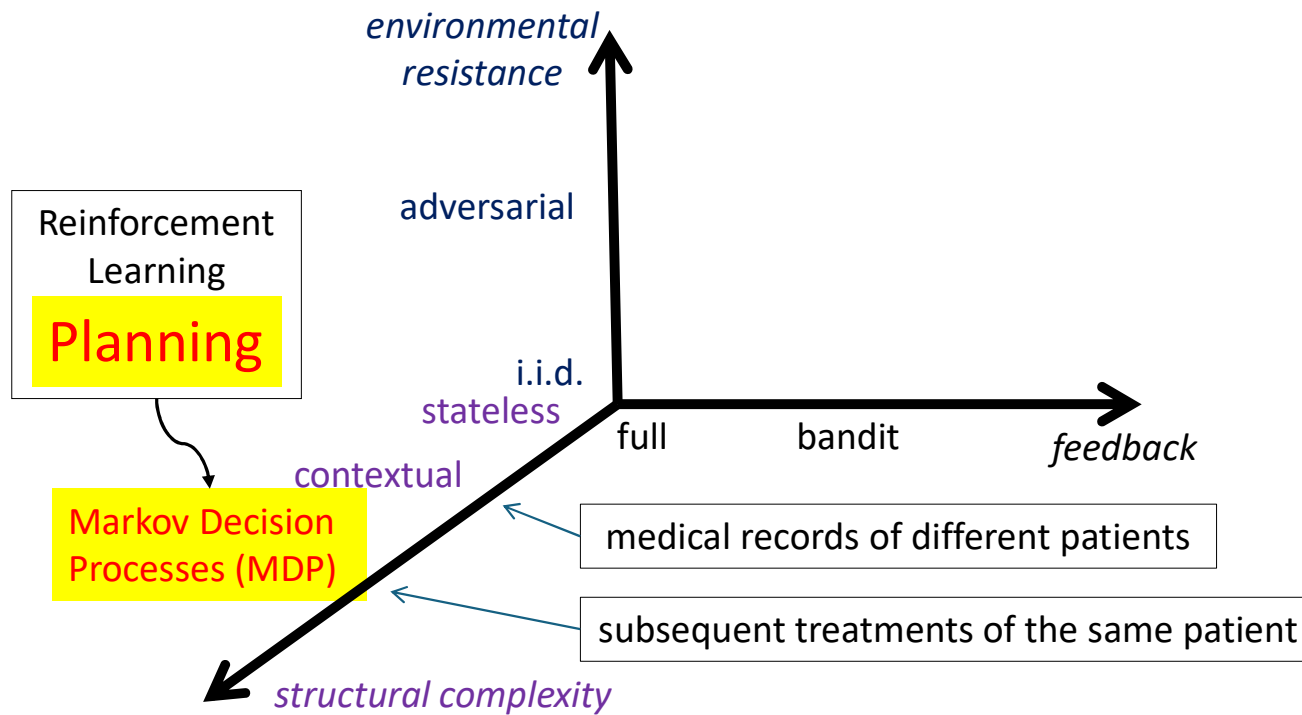 environmental
resistance
adversarial
Reinforcement
Learning
Planning
i.i.d.
stateless
full
bandit
feedback
contextual
Markov Decision
Processes (MDP)
medical records of different patients
subsequent treatments of the same patient
structural complexity